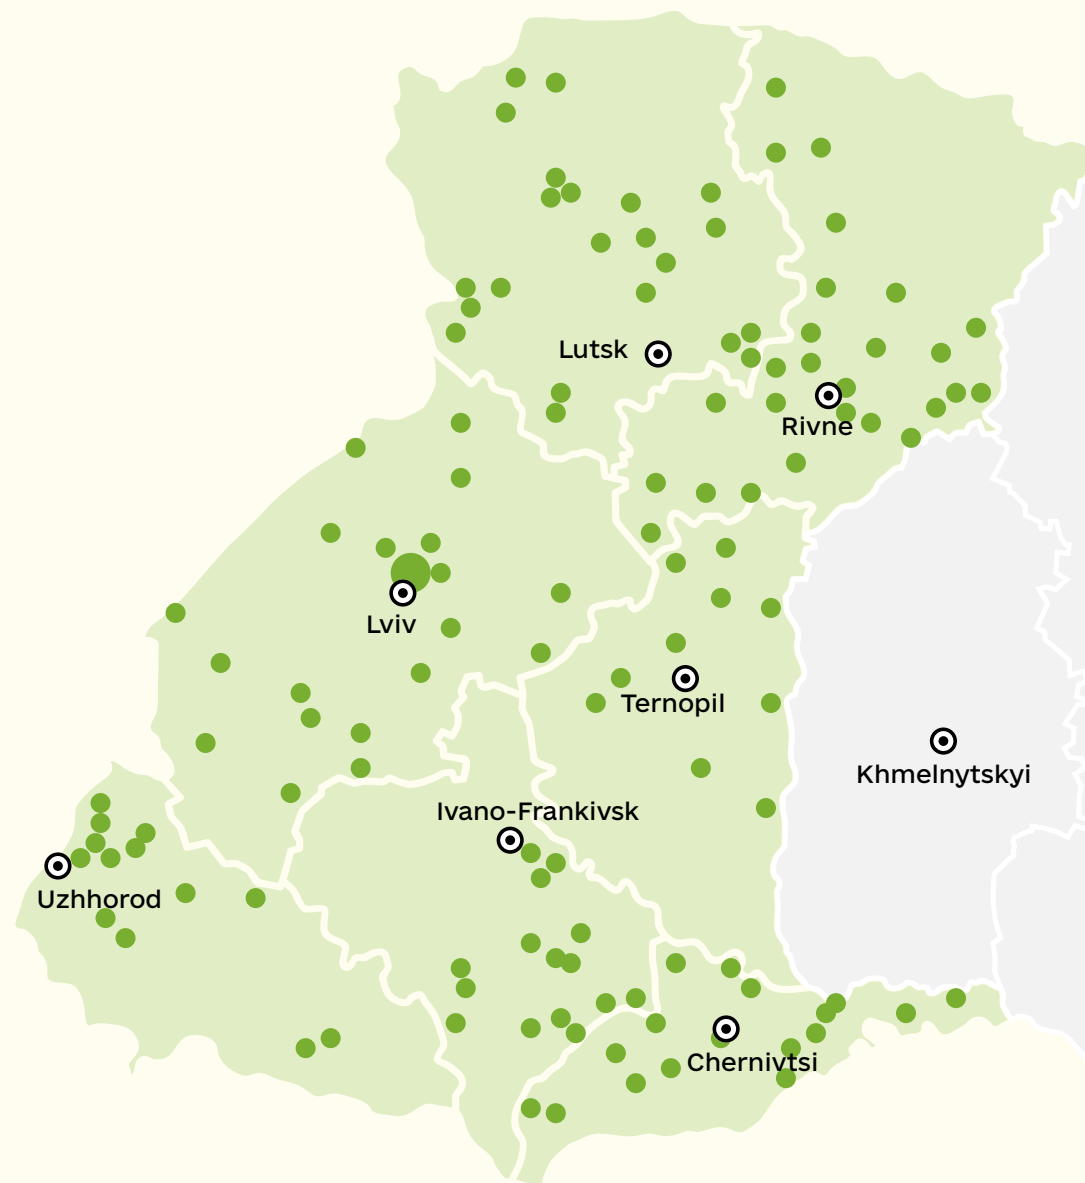 Lutsk
Rivne
Lviv
Ternopil
Khmelnytskyi
Ivano-Frankivsk
Uzhhorod
Chernivtsi